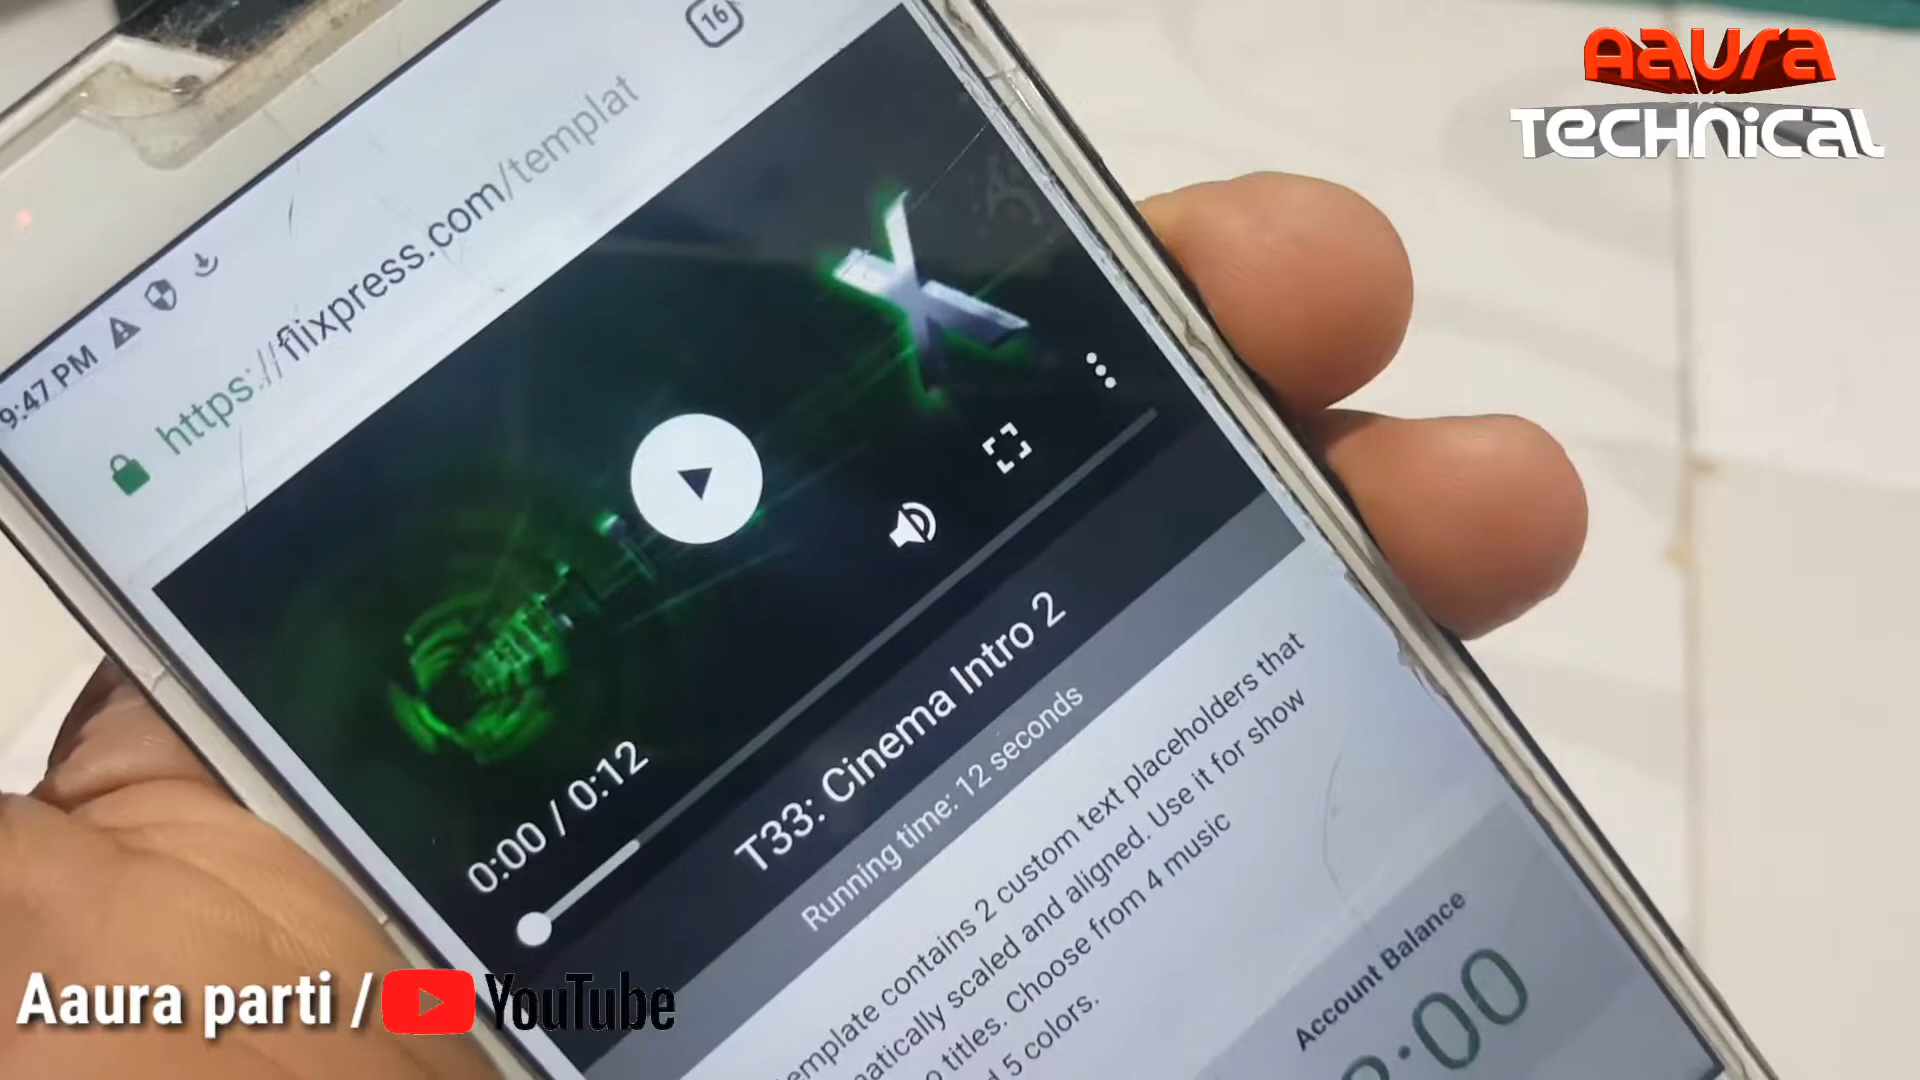 Aaura
Technical
16
9:47 PM
https://flixpress.com/templat
X
0:00 / 0:12
T33: Cinema Intro 2
Running time: 12 seconds
contains 2 custom text placeholders that
scaled and aligned. Use it for show
titles. Choose from 4 music
5 colors.
Account Balance
Aaura parti / YouTube